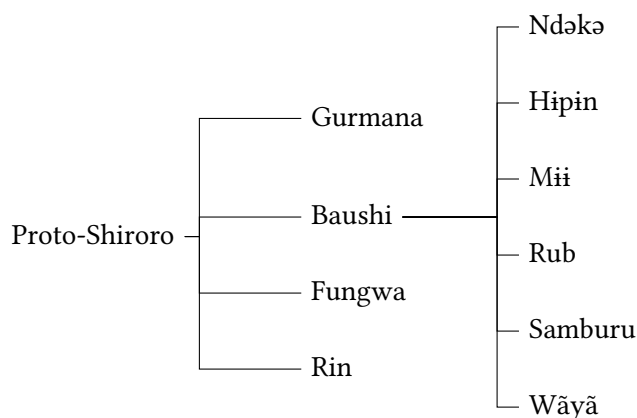 Ndəkə
Hɨpɨn
Gurmana
Mɨɨ
Baushi
Proto-Shiroro
Rub
Fungwa
Samburu
Rin
Wãyã